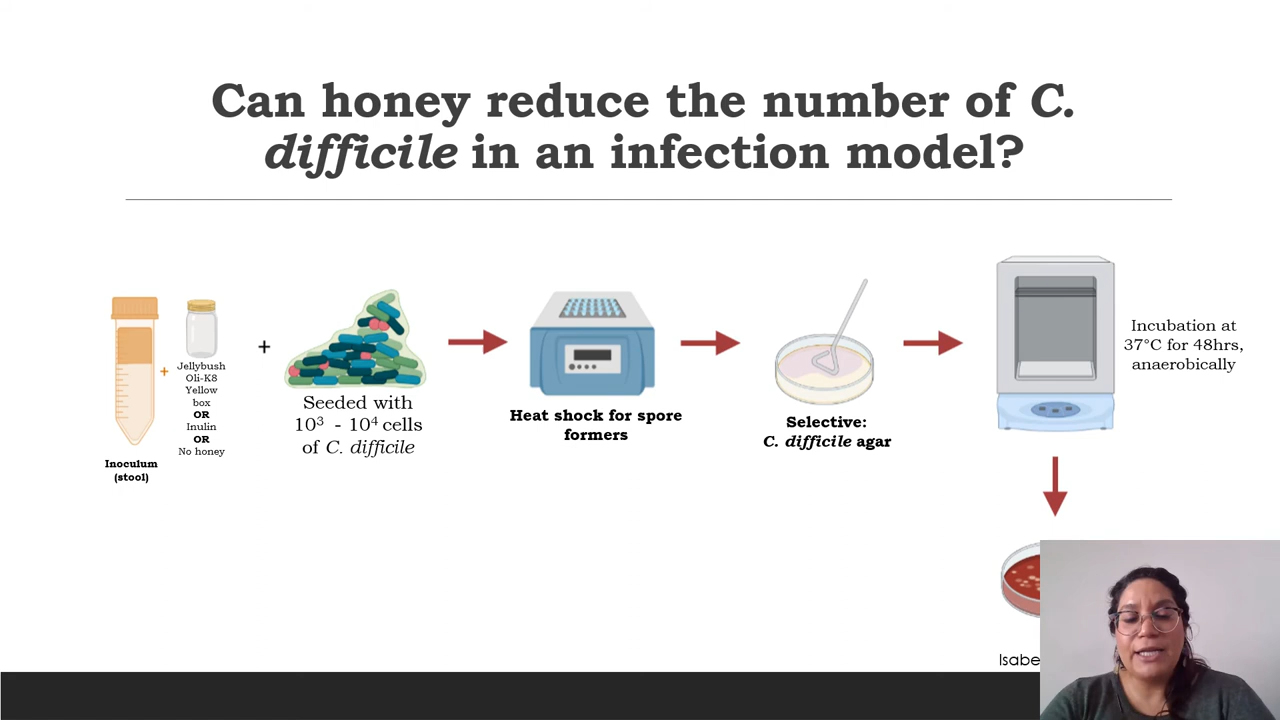 Can honey reduce the number of C.
difficile in an infection model?
Jellybush
Oli-K8
Yellow
box
OR
Inulin
OR
No honey
Inoculum
(stool)
+
+
Seeded with
10³ - 10⁴ cells
of C. difficile
Heat shock for spore
formers
Selective:
C. difficile agar
Incubation at
37°C for 48hrs,
anaerobically